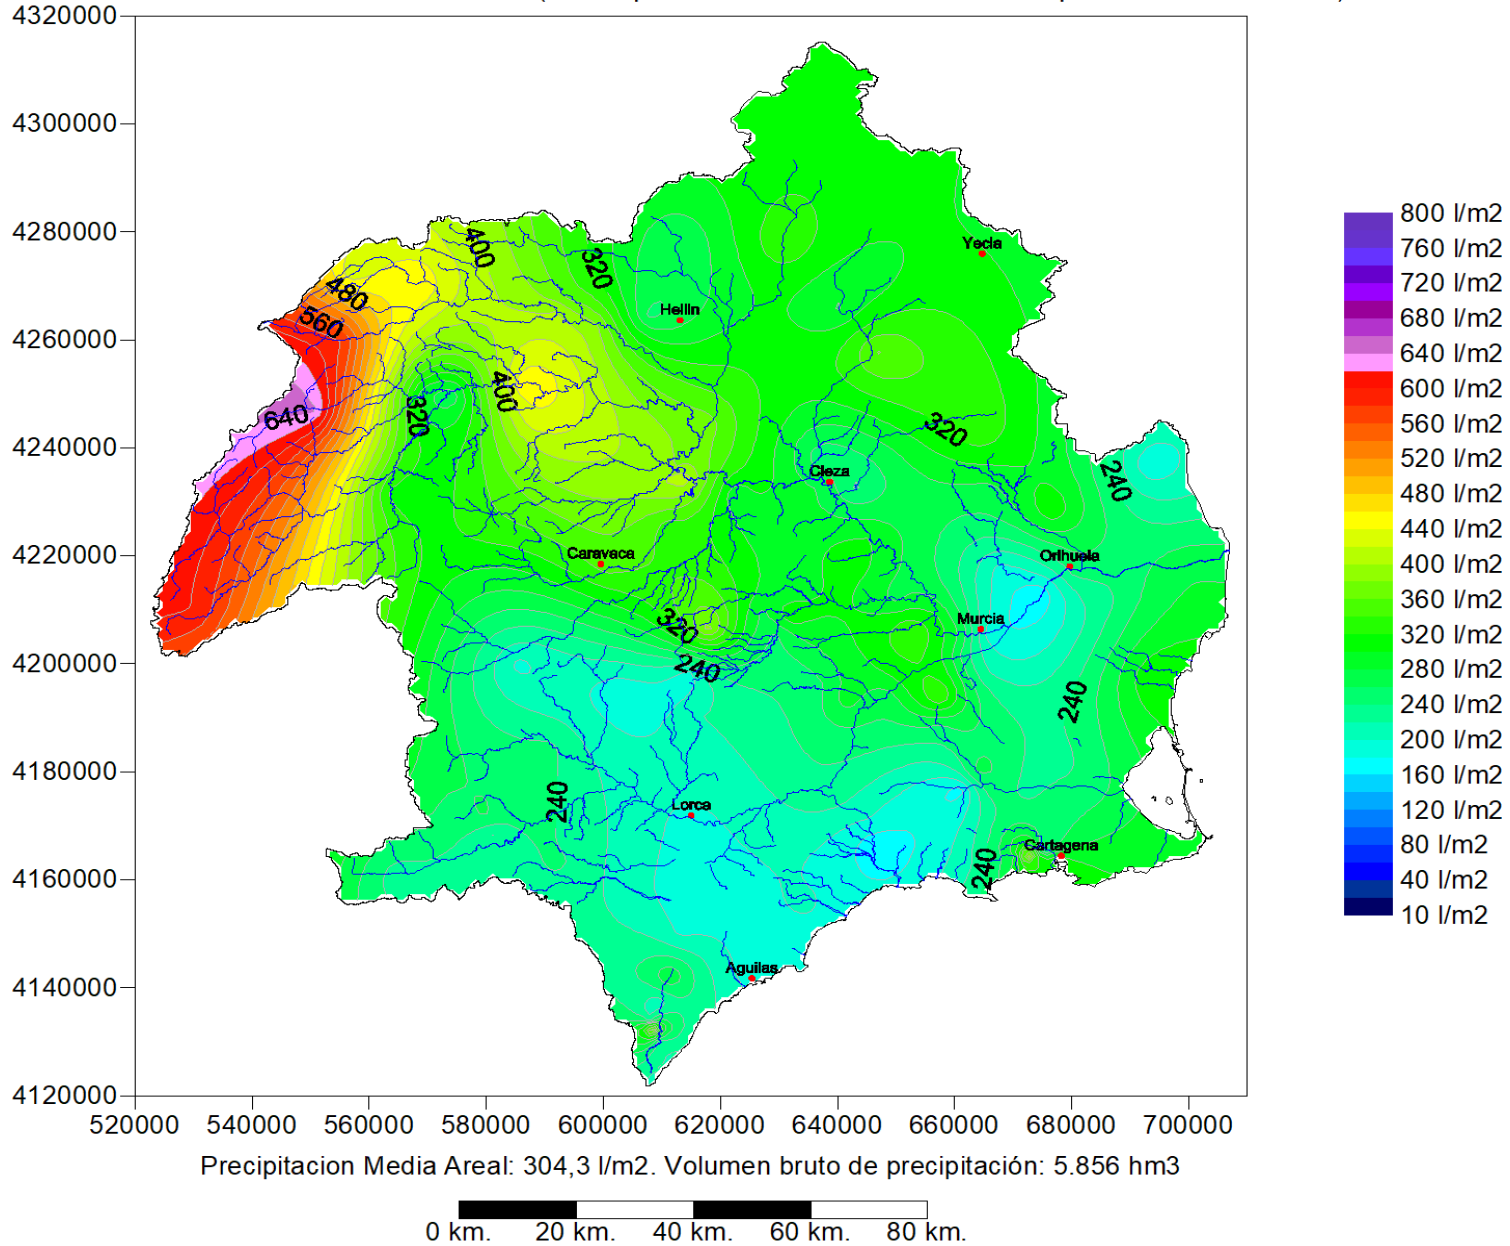 4320000
4300000
4280000
4260000
4240000
4220000
4200000
4180000
4160000
4140000
4120000
520000 540000 560000 580000 600000 620000 640000 660000 680000 700000
400
320
480
560
640
320
400
320
240
320
240
240
240
240
Yecla
Hellin
Cieza
Caravaca
Orihuela
Murcia
Lorca
Cartagena
Aguilas
800 l/m2
760 l/m2
720 l/m2
680 l/m2
640 l/m2
600 l/m2
560 l/m2
520 l/m2
480 l/m2
440 l/m2
400 l/m2
360 l/m2
320 l/m2
280 l/m2
240 l/m2
200 l/m2
160 l/m2
120 l/m2
80 l/m2
40 l/m2
10 l/m2
Precipitacion Media Areal: 304,3 l/m2. Volumen bruto de precipitación: 5.856 hm3
0 km. 20 km. 40 km. 60 km. 80 km.